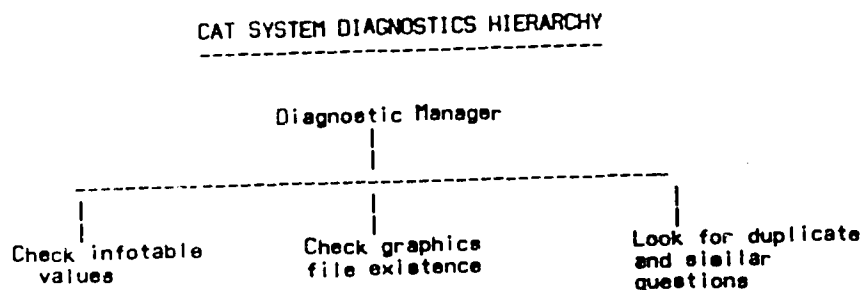 CAT SYSTEM DIAGNOSTICS HIERARCHY
Diagnostic Manager
Check infotable
values
Check graphics
file existence
Look for duplicate
and similar
questions